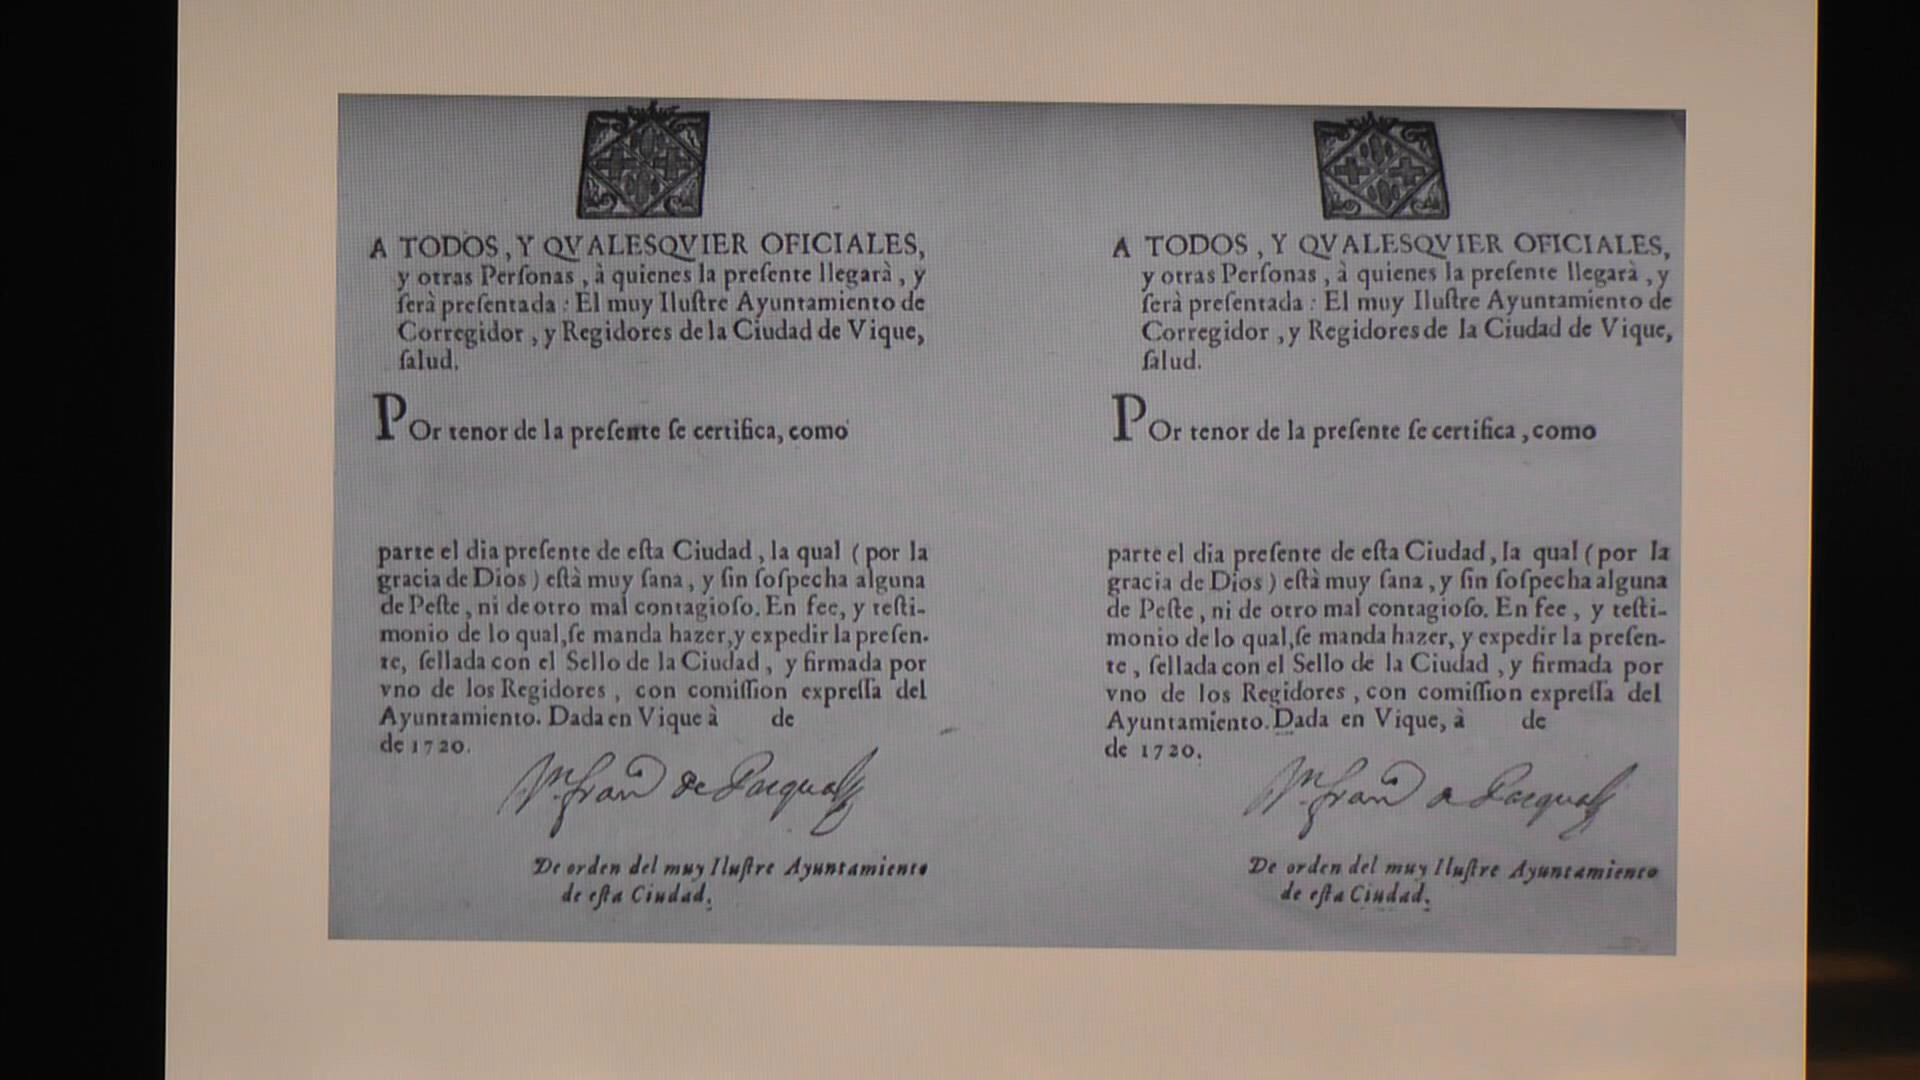 A TODOS, Y QVALESQVIER OFICIALES,
y otras Perſonas, à quienes la preſente llegarà, y
ſerà preſentada: El muy Iluſtre Ayuntamiento de
Corregidor, y Regidores de la Ciudad de Vique,
ſalud.
POr tenor de la preſente ſe certifica, como
parte el dia preſente de eſta Ciudad, la qual (por la
gracia de Dios) eſtà muy ſana, y ſin ſoſpecha alguna
de Peſte, ni de otro mal contagioſo. En fee, y teſti-
monio de lo qual, ſe manda hazer, y expedir la preſen-
te, ſellada con el Sello de la Ciudad, y firmada por
vno de los Regidores, con comiſſion expreſſa del
Ayuntamiento. Dada en Vique à de
de 1720.
de Pasqual
De orden del muy Iluſtre Ayuntamiento
de eſta Ciudad.
A TODOS, Y QVALESQVIER OFICIALES,
y otras Perſonas, à quienes la preſente llegarà, y
ſerà preſentada: El muy Iluſtre Ayuntamiento de
Corregidor, y Regidores de la Ciudad de Vique,
ſalud.
POr tenor de la preſente ſe certifica, como
parte el dia preſente de eſta Ciudad, la qual (por la
gracia de Dios) eſtà muy ſana, y ſin ſoſpecha alguna
de Peſte, ni de otro mal contagioſo. En fee, y teſti-
monio de lo qual, ſe manda hazer, y expedir la preſen-
te, ſellada con el Sello de la Ciudad, y firmada por
vno de los Regidores, con comiſſion expreſſa del
Ayuntamiento. Dada en Vique, à de
de 1720.
Pasqual
De orden del muy Iluſtre Ayuntamiento
de eſta Ciudad.